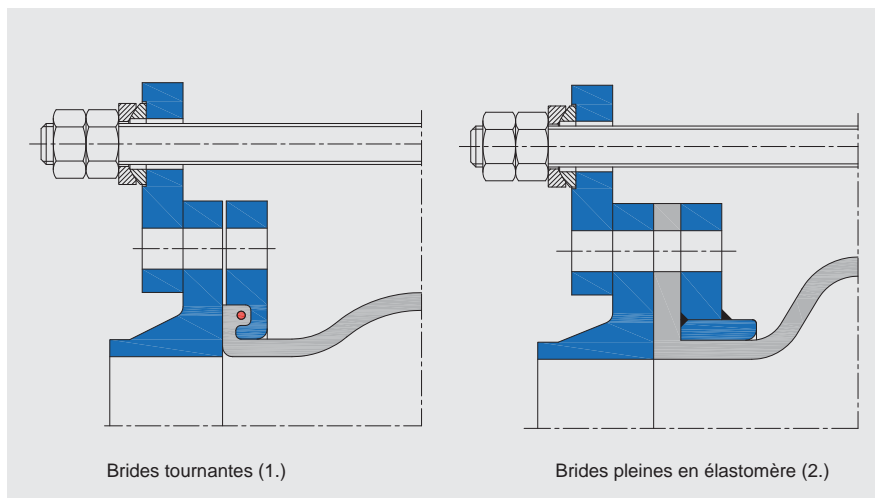 Brides tournantes (1.)
Brides pleines en élastomère (2.)